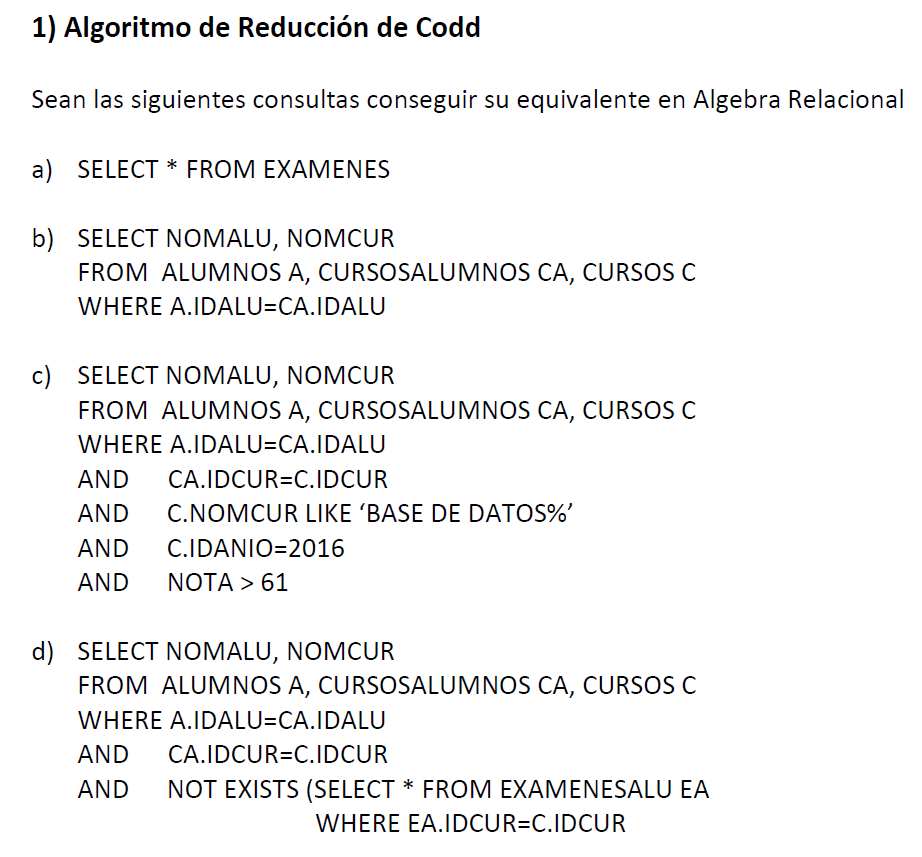 1) Algoritmo de Reducción de Codd
Sean las siguientes consultas conseguir su equivalente en Algebra Relacional
a) SELECT * FROM EXAMENES
b) SELECT NOMALU, NOMCUR
FROM ALUMNOS A, CURSOSALUMNOS CA, CURSOS C
WHERE A.IDALU=CA.IDALU
c) SELECT NOMALU, NOMCUR
FROM ALUMNOS A, CURSOSALUMNOS CA, CURSOS C
WHERE A.IDALU=CA.IDALU
AND CA.IDCUR=C.IDCUR
AND C.NOMCUR LIKE ‘BASE DE DATOS%’
AND C.IDANIO=2016
AND NOTA > 61
d) SELECT NOMALU, NOMCUR
FROM ALUMNOS A, CURSOSALUMNOS CA, CURSOS C
WHERE A.IDALU=CA.IDALU
AND CA.IDCUR=C.IDCUR
AND NOT EXISTS (SELECT * FROM EXAMENESALU EA
WHERE EA.IDCUR=C.IDCUR